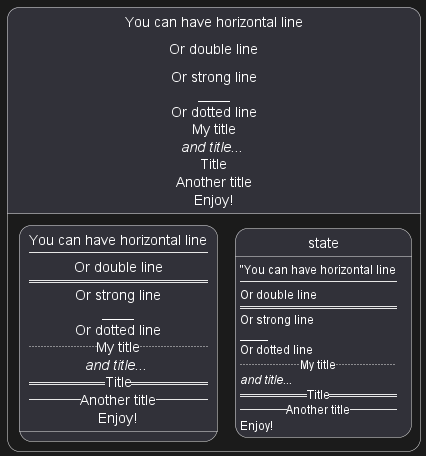 You can have horizontal line
Or double line
Or strong line
____
Or dotted line
My title
and title...
Title
Another title
Enjoy!
You can have horizontal line
Or double line
Or strong line
____
Or dotted line
My title
and title...
Title
Another title
Enjoy!
state
"You can have horizontal line
Or double line
Or strong line
____
Or dotted line
My title
and title...
Title
Another title
Enjoy!